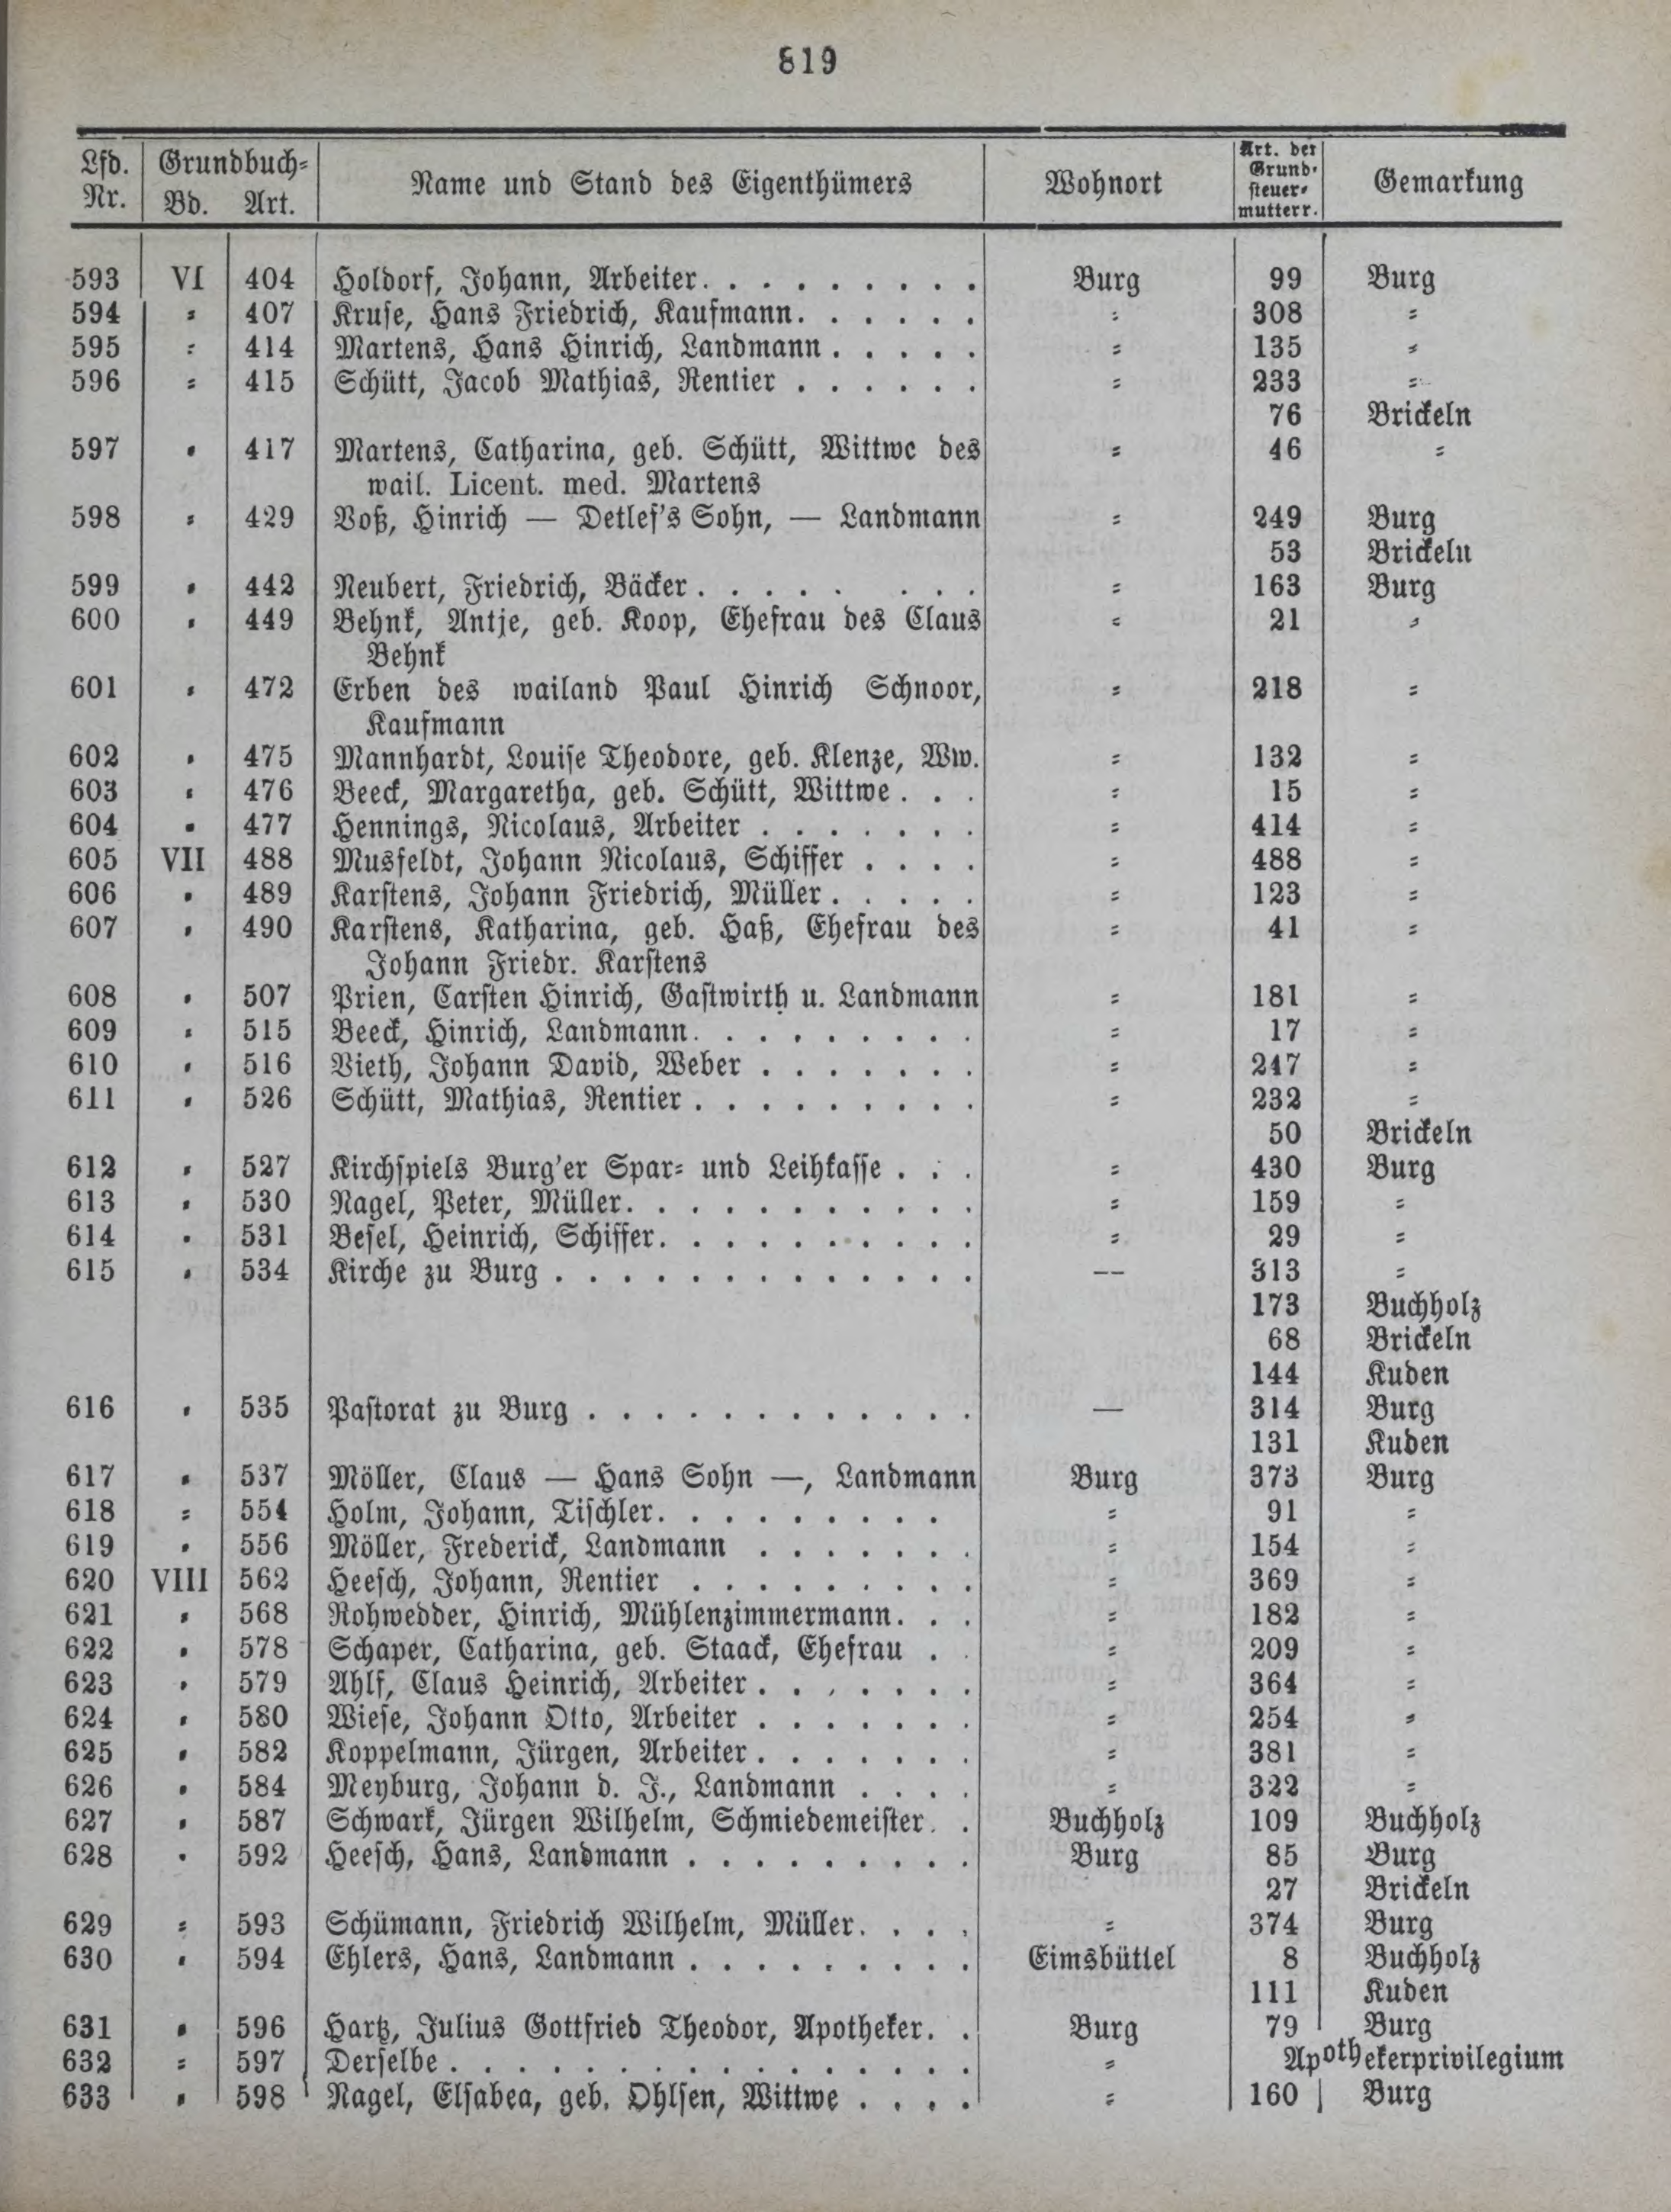 819
Lfd. Nr. | Grundbuch= Bd. Art. | Name und Stand des Eigenthümers | Wohnort | Art. der Grund-steuer-mutterr. | Gemarkung
593 VI 404 Holdorf, Johann, Arbeiter. . . . . . . . . Burg 99 Burg
594 = 407 Kruse, Hans Friedrich, Kaufmann. . . . . . = 308 =
595 = 414 Martens, Hans Hinrich, Landmann . . . . . = 135 =
596 = 415 Schütt, Jacob Mathias, Rentier . . . . . . = 233 =
76 Brickeln
597 = 417 Martens, Catharina, geb. Schütt, Wittwe des = 46 =
wail. Licent. med. Martens
598 = 429 Voß, Hinrich — Detlef's Sohn, — Landmann = 249 Burg
53 Brickeln
599 = 442 Neubert, Friedrich, Bäcker . . . . . . . . = 163 Burg
600 = 449 Behnk, Antje, geb. Koop, Ehefrau des Claus = 21 =
Behnk
601 = 472 Erben des wailand Paul Hinrich Schnoor, = 218 =
Kaufmann
602 = 475 Mannhardt, Louise Theodore, geb. Klenze, Ww. = 132 =
603 = 476 Beeck, Margaretha, geb. Schütt, Wittwe . . . = 15 =
604 = 477 Hennings, Nicolaus, Arbeiter . . . . . . . = 414 =
605 VII 488 Musfeldt, Johann Nicolaus, Schiffer . . . . = 488 =
606 = 489 Karstens, Johann Friedrich, Müller . . . . . = 123 =
607 = 490 Karstens, Katharina, geb. Haß, Ehefrau des = 41 =
Johann Friedr. Karstens
608 = 507 Prien, Carsten Hinrich, Gastwirth u. Landmann = 181 =
609 = 515 Beeck, Hinrich, Landmann. . . . . . . . . = 17 =
610 = 516 Vieth, Johann David, Weber . . . . . . . = 247 =
611 = 526 Schütt, Mathias, Rentier . . . . . . . . . = 232 =
50 Brickeln
612 = 527 Kirchspiels Burg'er Spar= und Leihkasse . . . = 430 Burg
613 = 530 Nagel, Peter, Müller. . . . . . . . . . . = 159 =
614 = 531 Besel, Heinrich, Schiffer. . . . . . . . . . = 29 =
615 = 534 Kirche zu Burg . . . . . . . . . . . . . — 313 =
173 Buchholz
68 Brickeln
144 Kuden
616 = 535 Pastorat zu Burg . . . . . . . . . . . . — 314 Burg
131 Kuden
617 = 537 Möller, Claus — Hans Sohn —, Landmann Burg 373 Burg
618 = 554 Holm, Johann, Tischler. . . . . . . . . = 91 =
619 = 556 Möller, Frederick, Landmann . . . . . . . = 154 =
620 VIII 562 Heesch, Johann, Rentier . . . . . . . . . = 369 =
621 = 568 Rohwedder, Hinrich, Mühlenzimmermann. . . = 182 =
622 = 578 Schaper, Catharina, geb. Staack, Ehefrau . . = 209 =
623 = 579 Ahlf, Claus Heinrich, Arbeiter . . . . . . . = 364 =
624 = 580 Wiese, Johann Otto, Arbeiter . . . . . . . = 254 =
625 = 582 Koppelmann, Jürgen, Arbeiter . . . . . . . = 381 =
626 = 584 Meyburg, Johann d. J., Landmann . . . . = 322 =
627 = 587 Schwark, Jürgen Wilhelm, Schmiedemeister. . Buchholz 109 Buchholz
628 = 592 Heesch, Hans, Landmann . . . . . . . . . Burg 85 Burg
27 Brickeln
629 = 593 Schümann, Friedrich Wilhelm, Müller. . . . = 374 Burg
630 = 594 Ehlers, Hans, Landmann . . . . . . . . . Eimsbüttel 8 Buchholz
111 Kuden
631 = 596 Hartz, Julius Gottfried Theodor, Apotheker. . Burg 79 Burg
632 = 597 Derselbe . . . . . . . . . . . . . . . . = Apothekerprivilegium
633 = 598 Nagel, Elsabea, geb. Ohlsen, Wittwe . . . . = 160 Burg